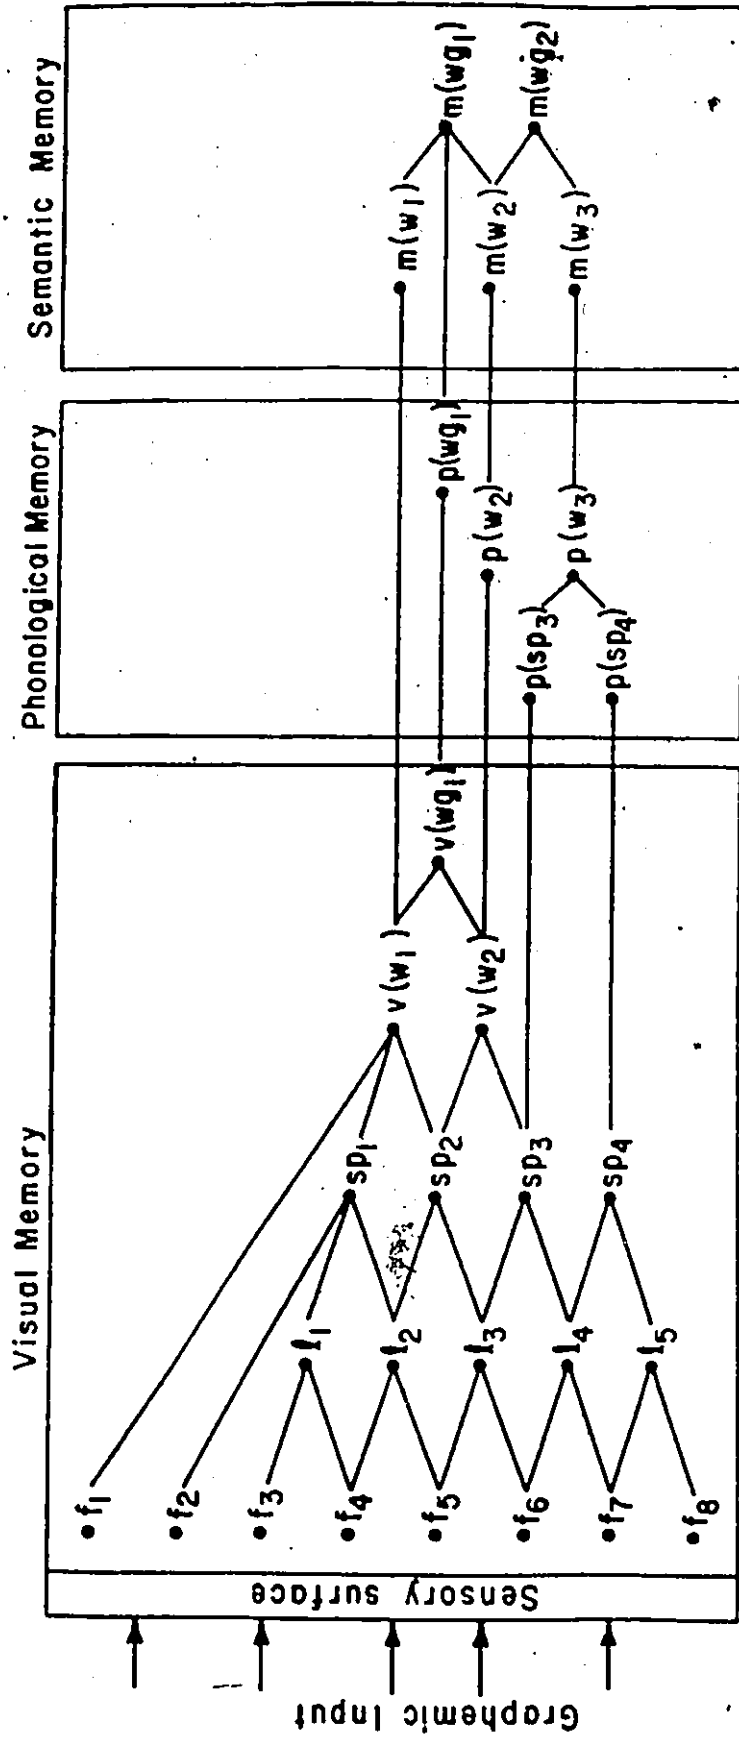 Visual Memory
Phonological Memory
Semantic Memory
Graphemic Input
Sensory surface
f1
f2
f3
f4
f5
f6
f7
f8
l1
l2
l3
l4
l5
sp1
sp2
sp3
sp4
v(w1)
v(w2)
v(wg1)
p(sp3)
p(sp4)
p(w2)
p(w3)
p(wg1)
m(w1)
m(w2)
m(w3)
m(wg1)
m(wg2)